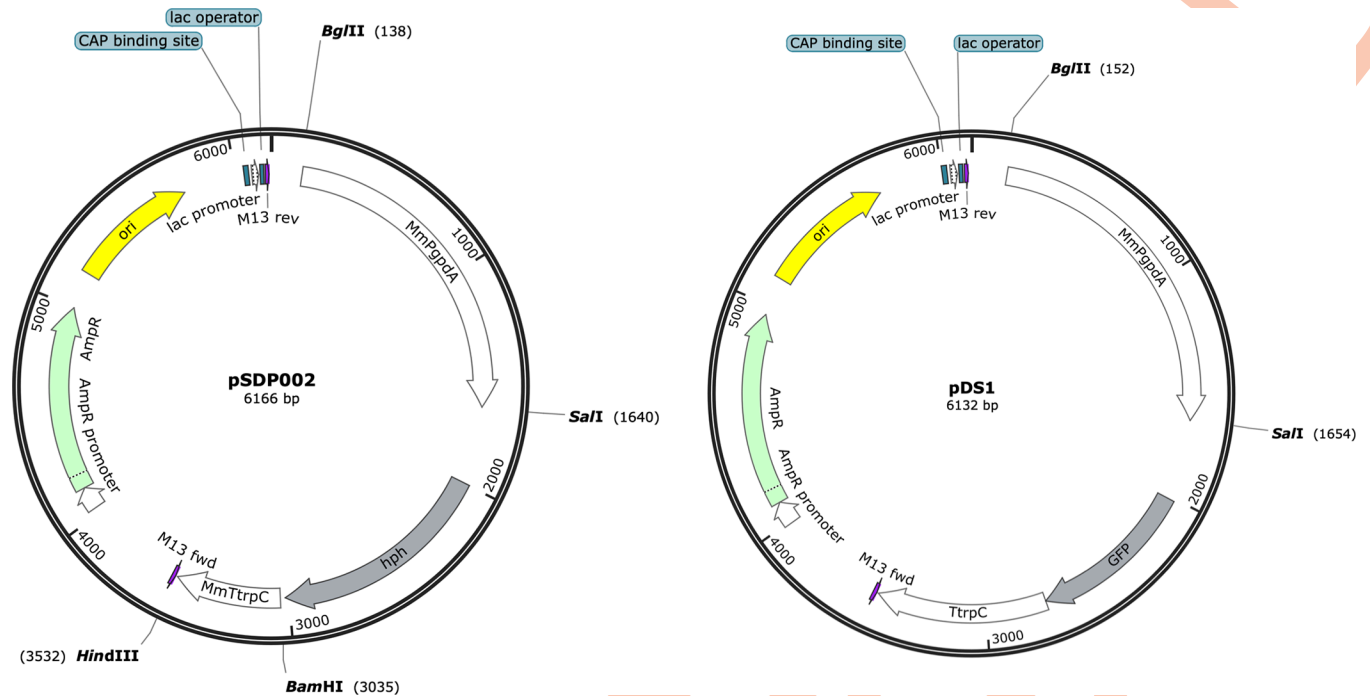 lac operator
CAP binding site
BglII (138)
6000
lac promoter
M13 rev
ori
MmPgpdA
1000
5000
AmpR
pSDP002
6166 bp
SalI (1640)
AmpR promoter
2000
hph
4000
M13 fwd
MmTtrpC
3000
(3532) HindIII
BamHI (3035)
CAP binding site
lac operator
BglII (152)
6000
lac promoter
M13 rev
ori
MmPgpdA
1000
5000
AmpR
pDS1
6132 bp
SalI (1654)
AmpR promoter
2000
GFP
4000
M13 fwd
TtrpC
3000